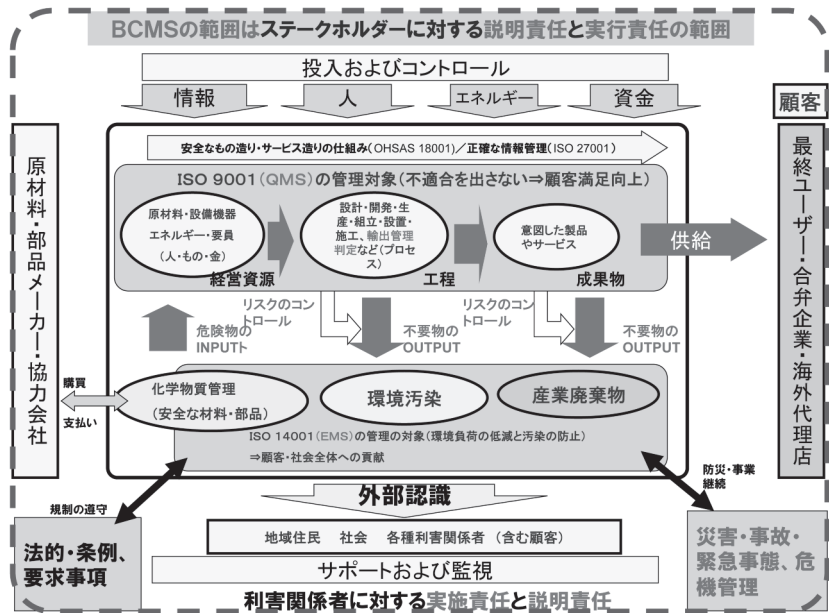 BCMSの範囲はステークホルダーに対する説明責任と実行責任の範囲
投入およびコントロール
情報
人
エネルギー
資金
顧客
原材料・部品メーカー・協力会社
安全なもの造り・サービス造りの仕組み(OHSAS 18001)/正確な情報管理(ISO 27001)
ISO 9001(QMS)の管理対象(不適合を出さない⇒顧客満足向上)
原材料・設備機器
エネルギー・要員
(人・もの・金)
経営資源
設計・開発・生
産・組立・設置・
施工、輸出管理
判定など(プロセ
ス)
工程
意図した製品
やサービス
成果物
供給
最終ユーザー・合弁企業・海外代理店
危険物の
INPUTト
リスクのコン
トロール
不要物の
OUTPUT
リスクのコン
トロール
不要物の
OUTPUT
購買
支払い
化学物質管理
(安全な材料・部品)
環境汚染
産業廃棄物
ISO 14001(EMS)の管理の対象(環境負荷の低減と汚染の防止)
⇒顧客・社会全体への貢献
規制の遵守
外部認識
防災・事業
継続
法的・条例、
要求事項
地域住民 社会 各種利害関係者 (含む顧客)
災害・事故・
緊急事態、危
機管理
サポートおよび監視
利害関係者に対する実施責任と説明責任